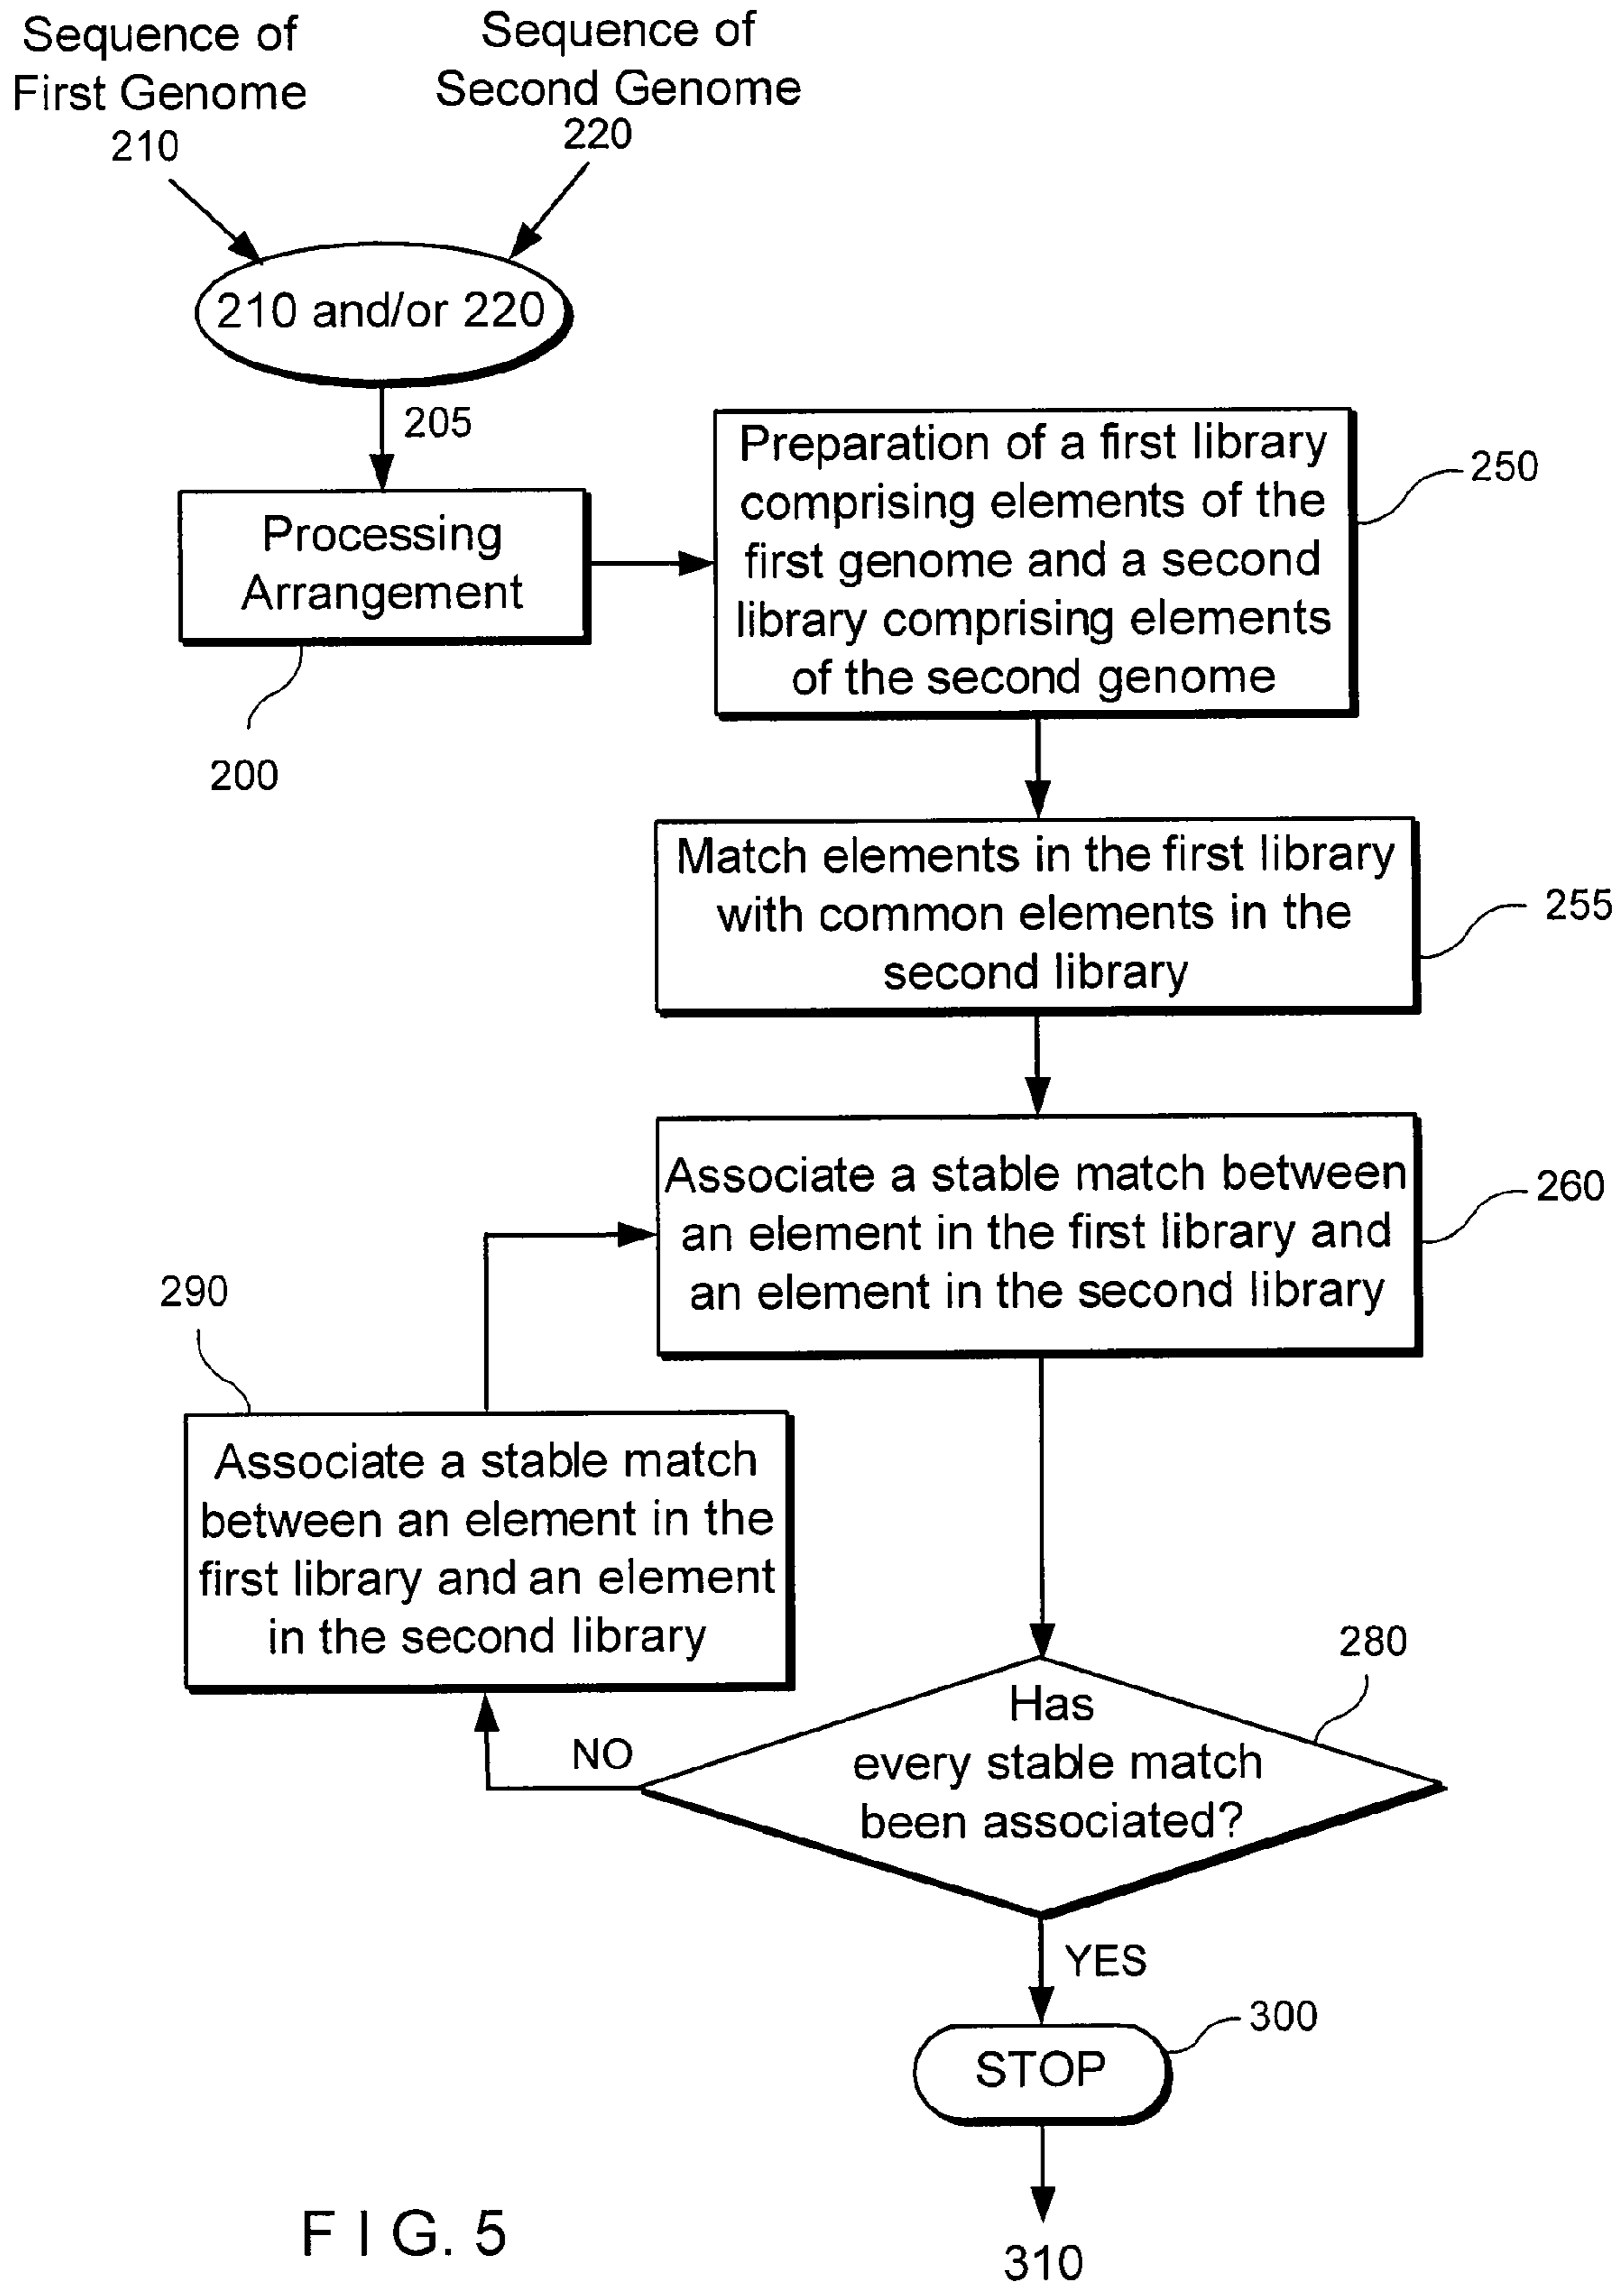 Sequence of
First Genome
210
Sequence of
Second Genome
220
210 and/or 220
205
Processing
Arrangement
200
Preparation of a first library
comprising elements of the
first genome and a second
library comprising elements
of the second genome
250
Match elements in the first library
with common elements in the
second library
255
Associate a stable match between
an element in the first library and
an element in the second library
260
290
Associate a stable match
between an element in the
first library and an element
in the second library
280
Has
every stable match
been associated?
NO
YES
300
STOP
310
F I G. 5